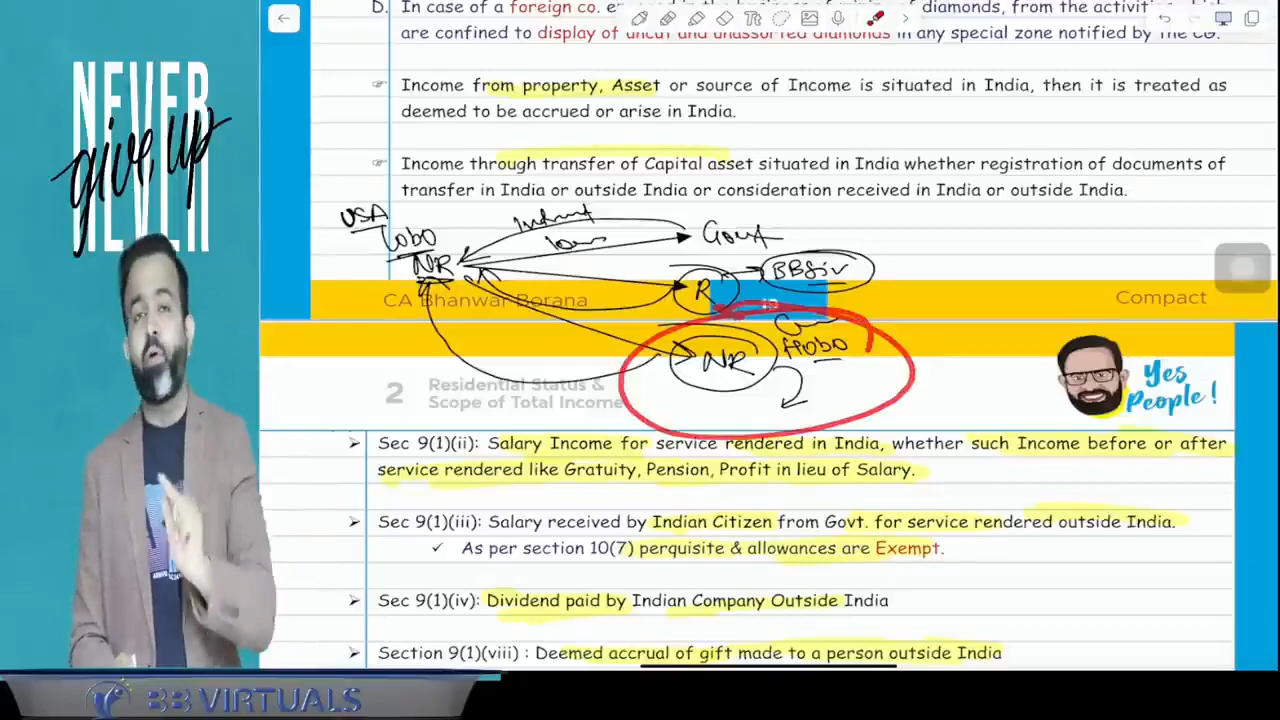 D. In case of a foreign co. of diamonds, from the
are confined to display of uncut and unassorted diamonds in any special zone notified by The CG.
☞ Income from property, Asset or source of Income is situated in India, then it is treated as
deemed to be accrued or arise in India.
☞ Income through transfer of Capital asset situated in India whether registration of documents of
transfer in India or outside India or consideration received in India or outside India.
NEVER
give up
NEVER
USA
NR
Govt
R
BBSir
NR
CA Bhanwar Borana
Compact
2
Residential Status &
Scope of Total Income
Yes
People!
➤ Sec 9(1)(ii): Salary Income for service rendered in India, whether such Income before or after
service rendered like Gratuity, Pension, Profit in lieu of Salary.
➤ Sec 9(1)(iii): Salary received by Indian Citizen from Govt. for service rendered outside India.
✓ As per section 10(7) perquisite & allowances are Exempt.
➤ Sec 9(1)(iv): Dividend paid by Indian Company Outside India
➤ Section 9(1)(viii) : Deemed accrual of gift made to a person outside India
BB VIRTUALS